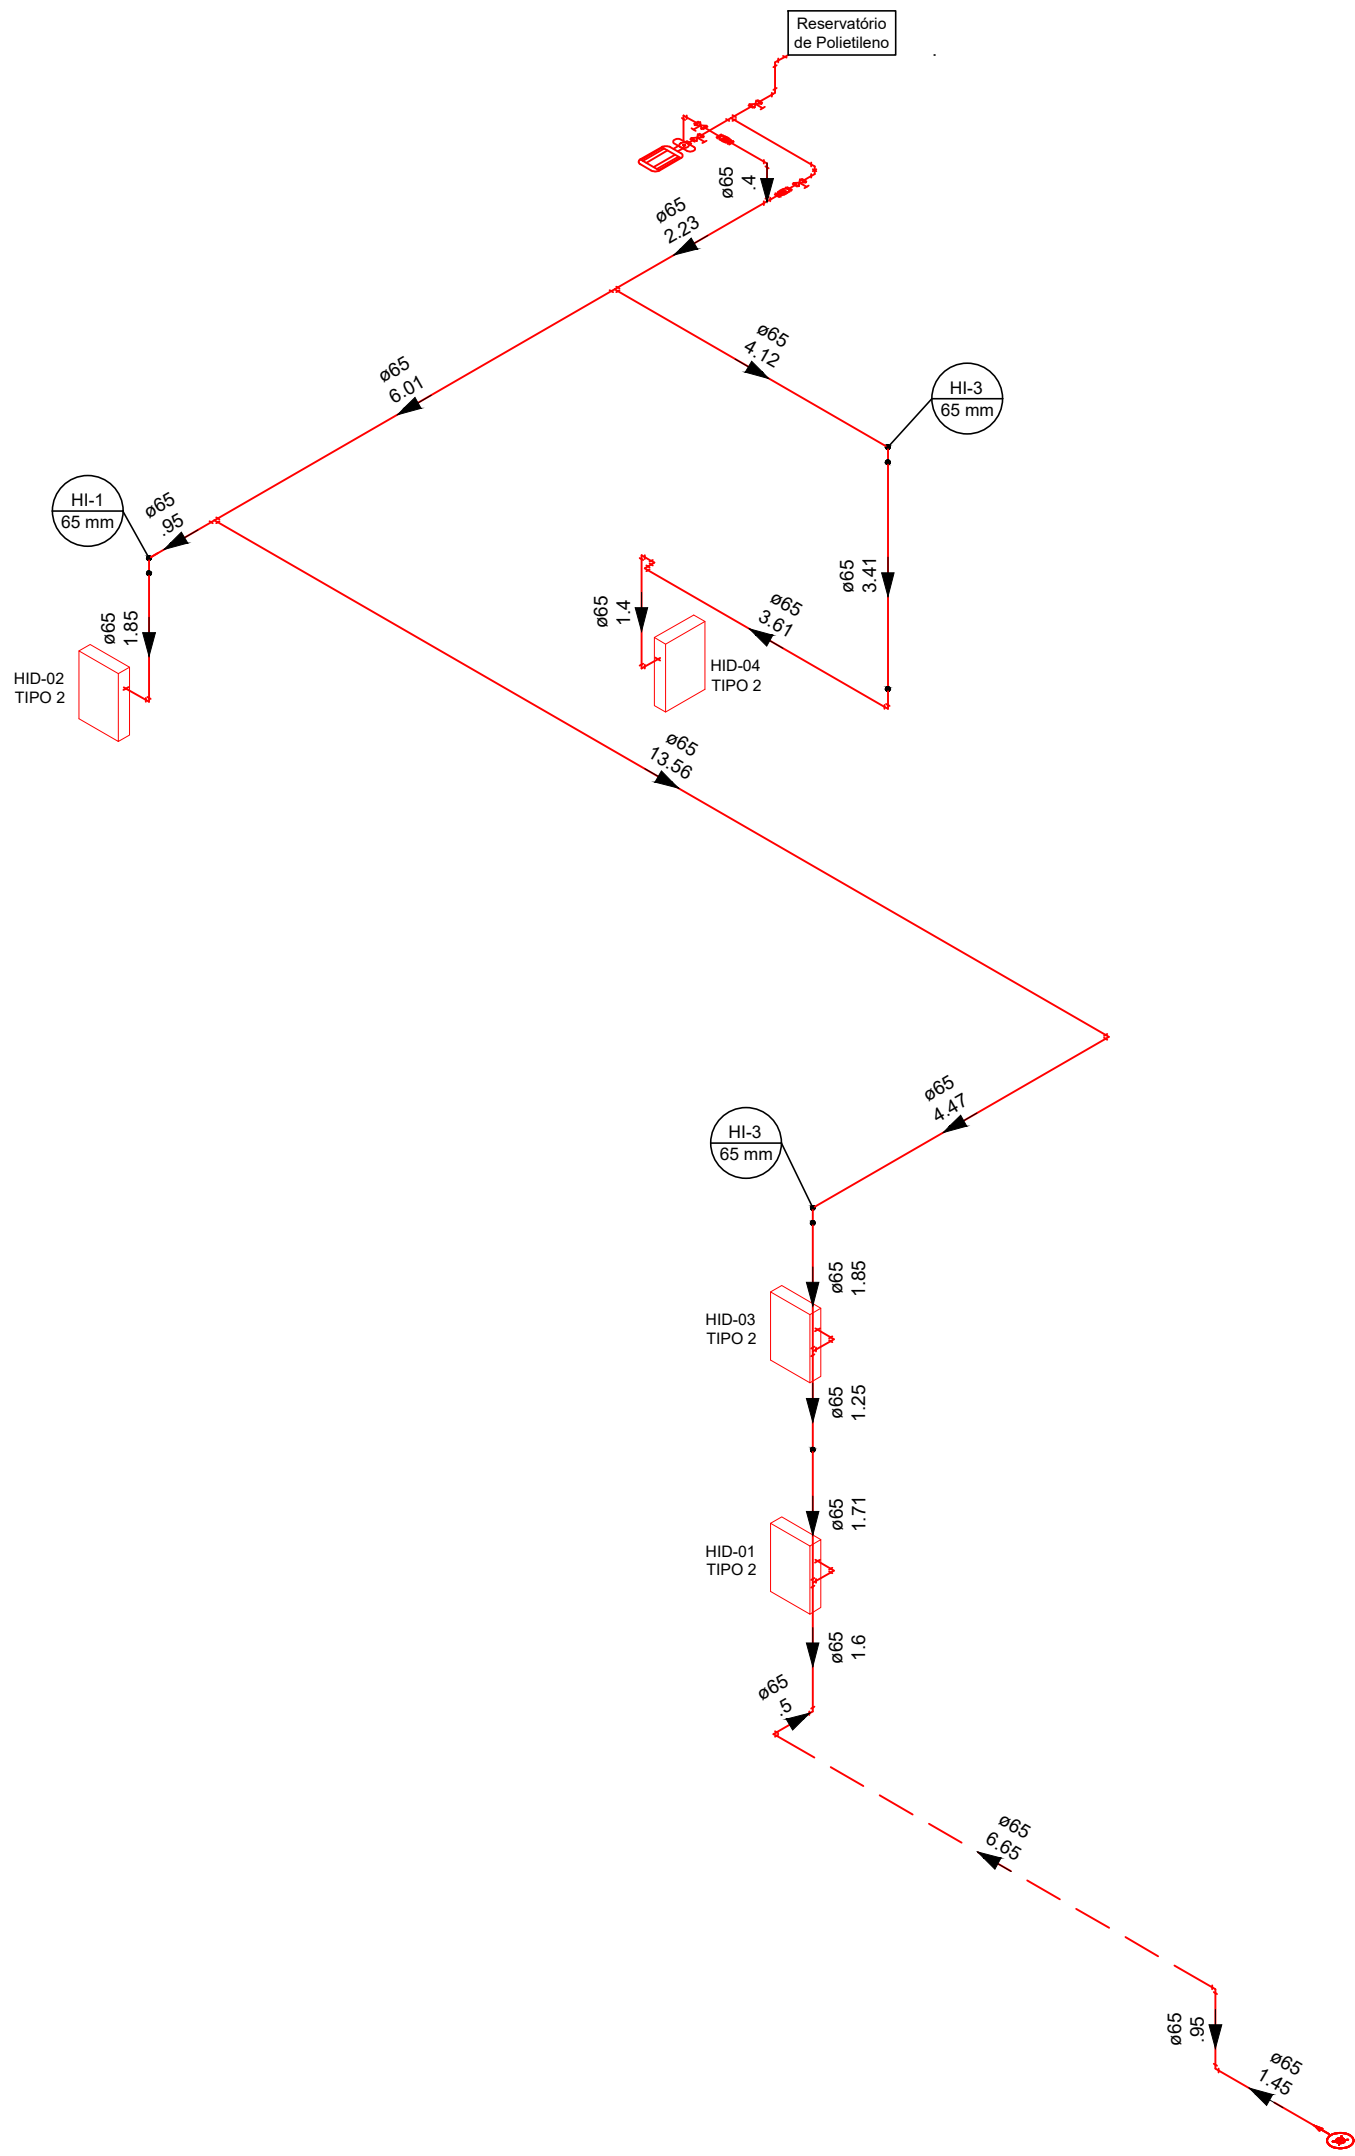 Reservatório
de Polietileno
ø65
.4
ø65
2.23
ø65
4.12
ø65
6.01
HI-3
65 mm
HI-1
65 mm
ø65
.95
ø65
3.41
ø65
1.85
ø65
1.4
ø65
3.61
HID-02
TIPO 2
HID-04
TIPO 2
ø65
13.56
ø65
4.47
HI-3
65 mm
ø65
1.85
HID-03
TIPO 2
ø65
1.25
ø65
1.71
HID-01
TIPO 2
ø65
1.6
ø65
.5
ø65
6.65
ø65
.95
ø65
1.45